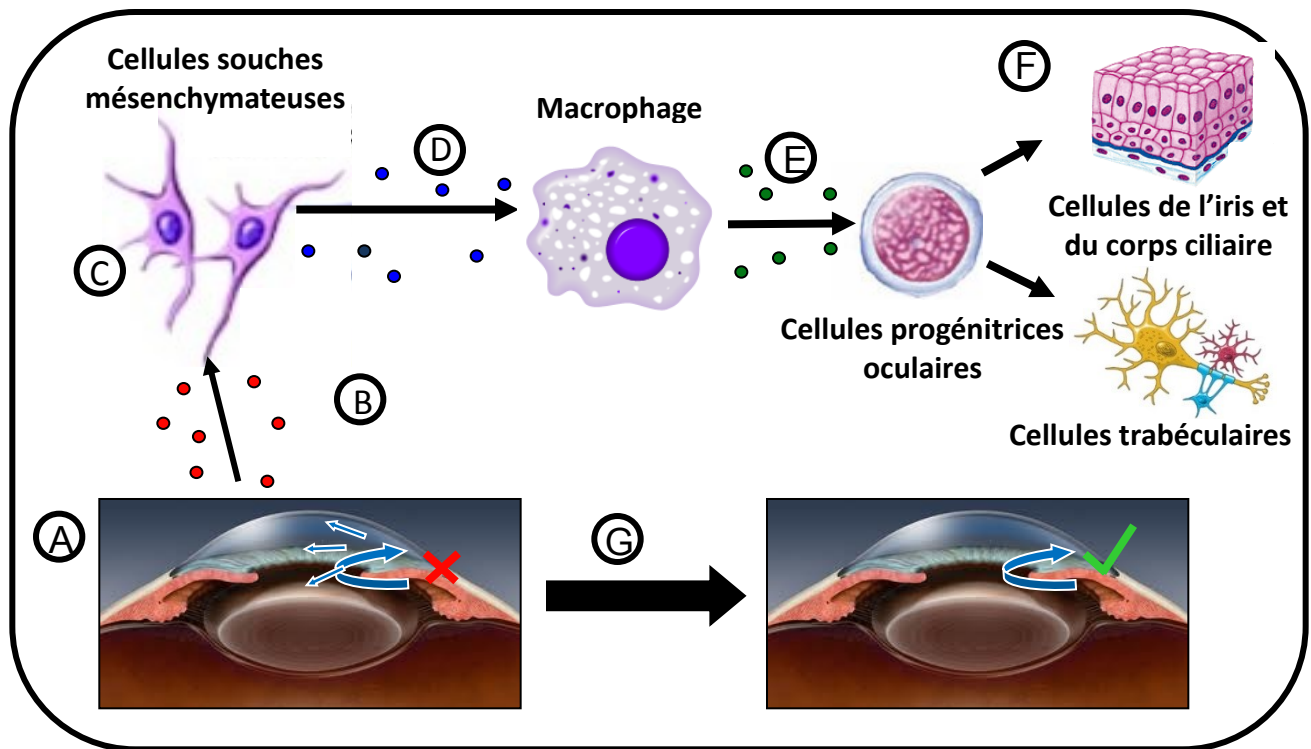 Cellules souches
mésenchymateuses
Macrophage
Cellules de l’iris et
du corps ciliaire
Cellules progénitrices
oculaires
Cellules trabéculaires
A
B
C
D
E
F
G